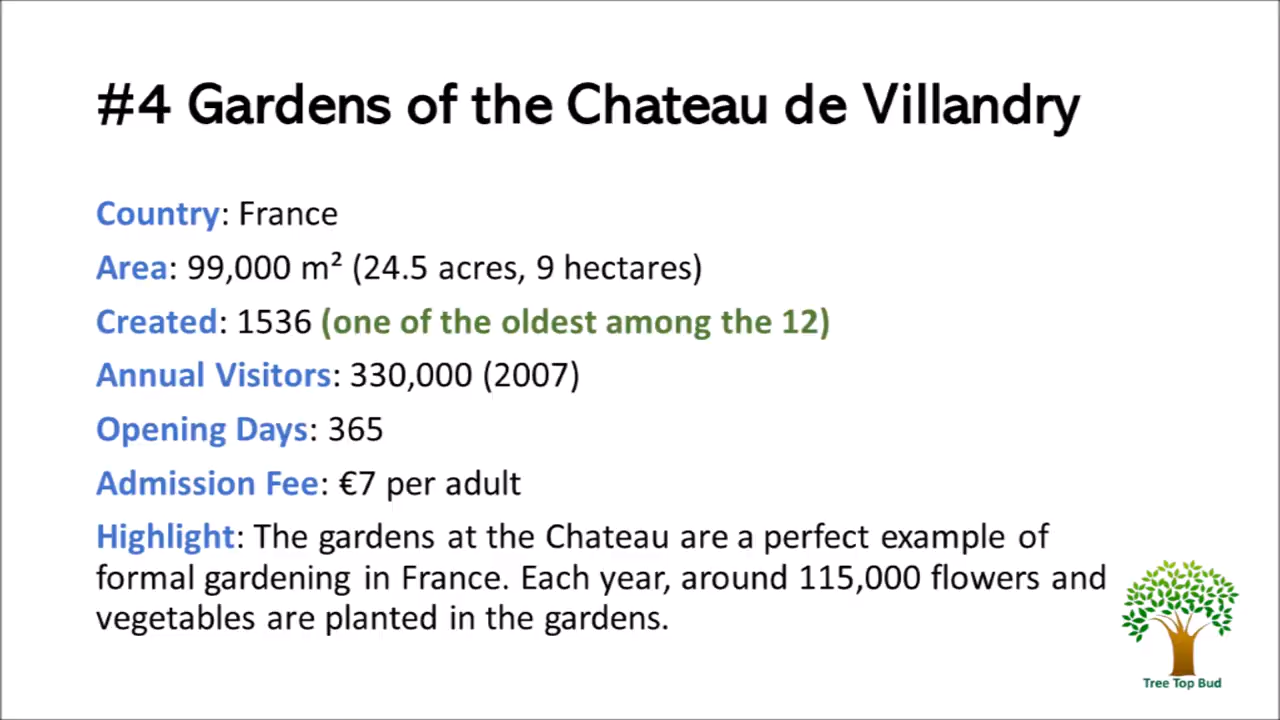 #4 Gardens of the Chateau de Villandry
Country: France
Area: 99,000 m² (24.5 acres, 9 hectares)
Created: 1536 (one of the oldest among the 12)
Annual Visitors: 330,000 (2007)
Opening Days: 365
Admission Fee: €7 per adult
Highlight: The gardens at the Chateau are a perfect example of
formal gardening in France. Each year, around 115,000 flowers and
vegetables are planted in the gardens.
Tree Top Bud